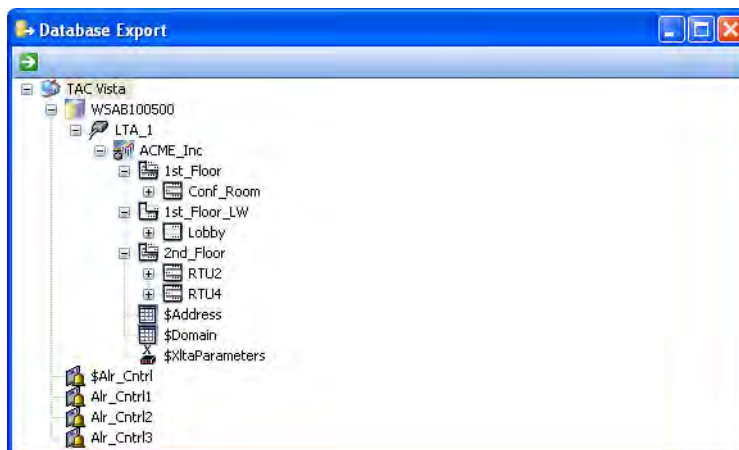 Database Export
TAC Vista
WSAB100500
LTA_1
ACME_Inc
1st_Floor
Conf_Room
1st_Floor_LW
Lobby
2nd_Floor
RTU2
RTU4
$Address
$Domain
$XltaParameters
$Alr_Cntrl
Alr_Cntrl1
Alr_Cntrl2
Alr_Cntrl3